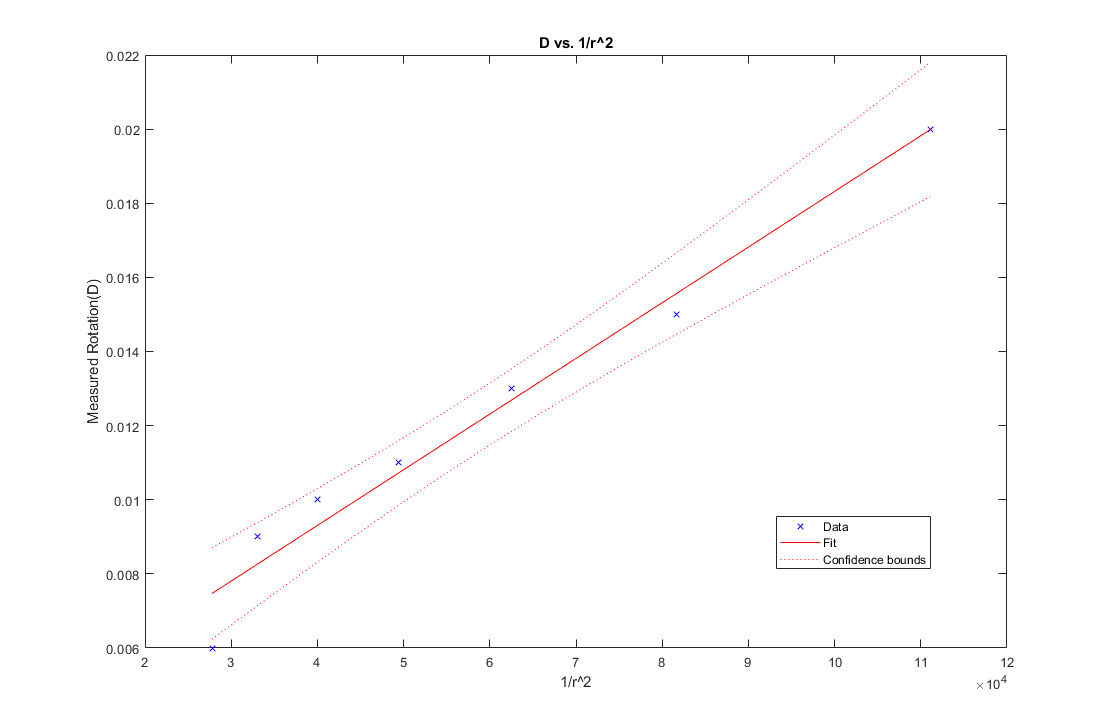 D vs. 1/r^2
0.022
0.02
0.018
0.016
0.014
0.012
0.01
0.008
0.006
Measured Rotation(D)
Data
Fit
Confidence bounds
2 3 4 5 6 7 8 9 10 11 12
1/r^2
×10^4